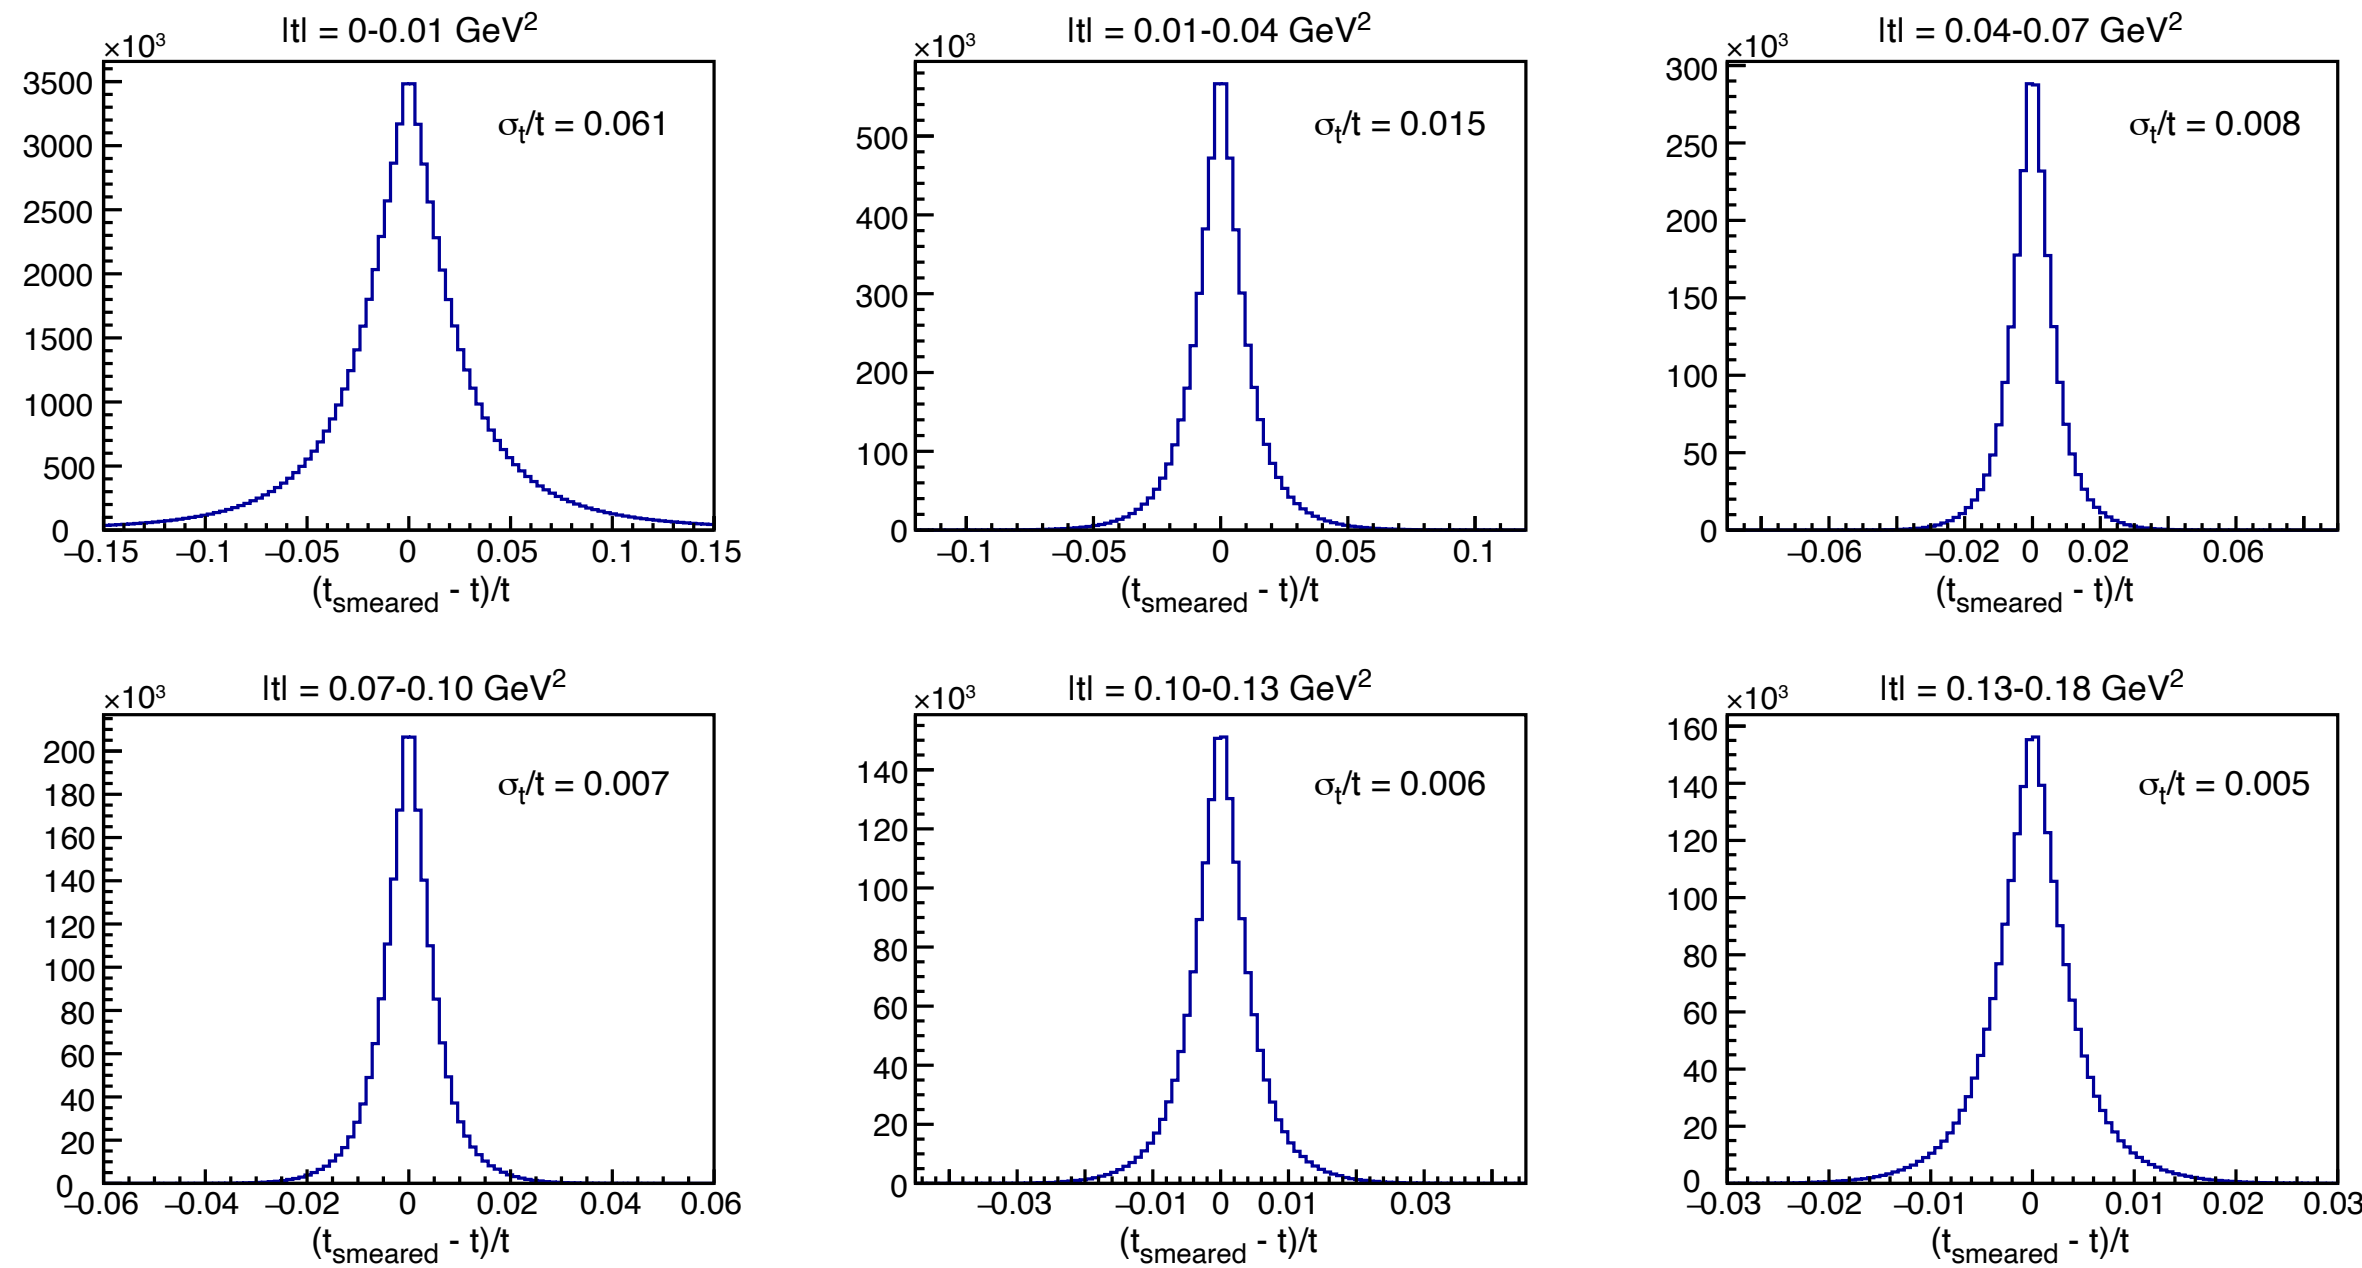 |t| = 0-0.01 GeV²
×10³
3500
3000
2500
2000
1500
1000
500
0
σt/t = 0.061
−0.15 −0.1 −0.05 0 0.05 0.1 0.15
(tsmeared - t)/t
|t| = 0.01-0.04 GeV²
×10³
500
400
300
200
100
0
σt/t = 0.015
−0.1 −0.05 0 0.05 0.1
(tsmeared - t)/t
|t| = 0.04-0.07 GeV²
×10³
300
250
200
150
100
50
0
σt/t = 0.008
−0.06 −0.02 0 0.02 0.06
(tsmeared - t)/t
|t| = 0.07-0.10 GeV²
×10³
200
180
160
140
120
100
80
60
40
20
0
σt/t = 0.007
−0.06 −0.04 −0.02 0 0.02 0.04 0.06
(tsmeared - t)/t
|t| = 0.10-0.13 GeV²
×10³
140
120
100
80
60
40
20
0
σt/t = 0.006
−0.03 −0.01 0 0.01 0.03
(tsmeared - t)/t
|t| = 0.13-0.18 GeV²
×10³
160
140
120
100
80
60
40
20
0
σt/t = 0.005
−0.03 −0.02 −0.01 0 0.01 0.02 0.03
(tsmeared - t)/t